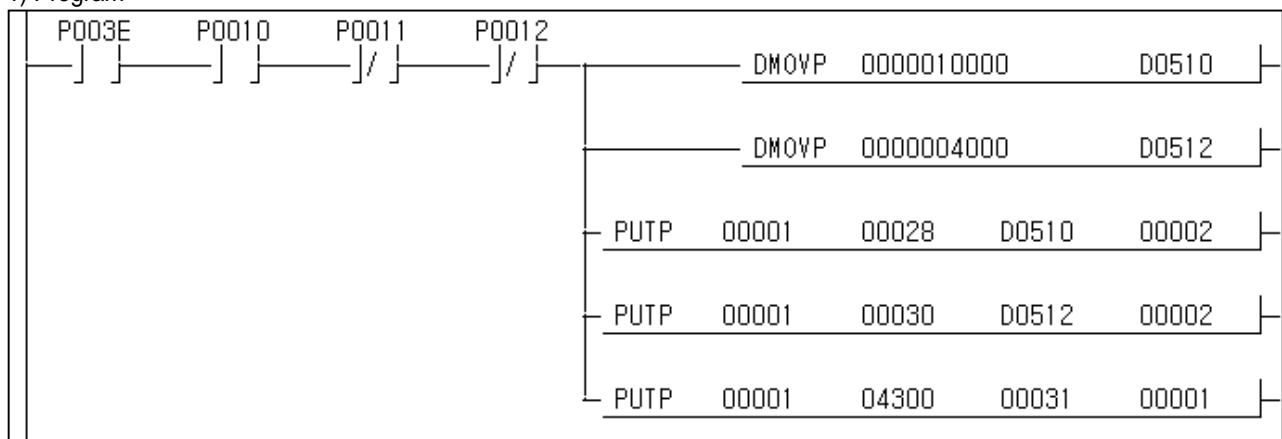 1) Program
P003E P0010 P0011 P0012
DMOVP 0000010000 D0510
DMOVP 0000004000 D0512
PUTP 00001 00028 D0510 00002
PUTP 00001 00030 D0512 00002
PUTP 00001 04300 00031 00001